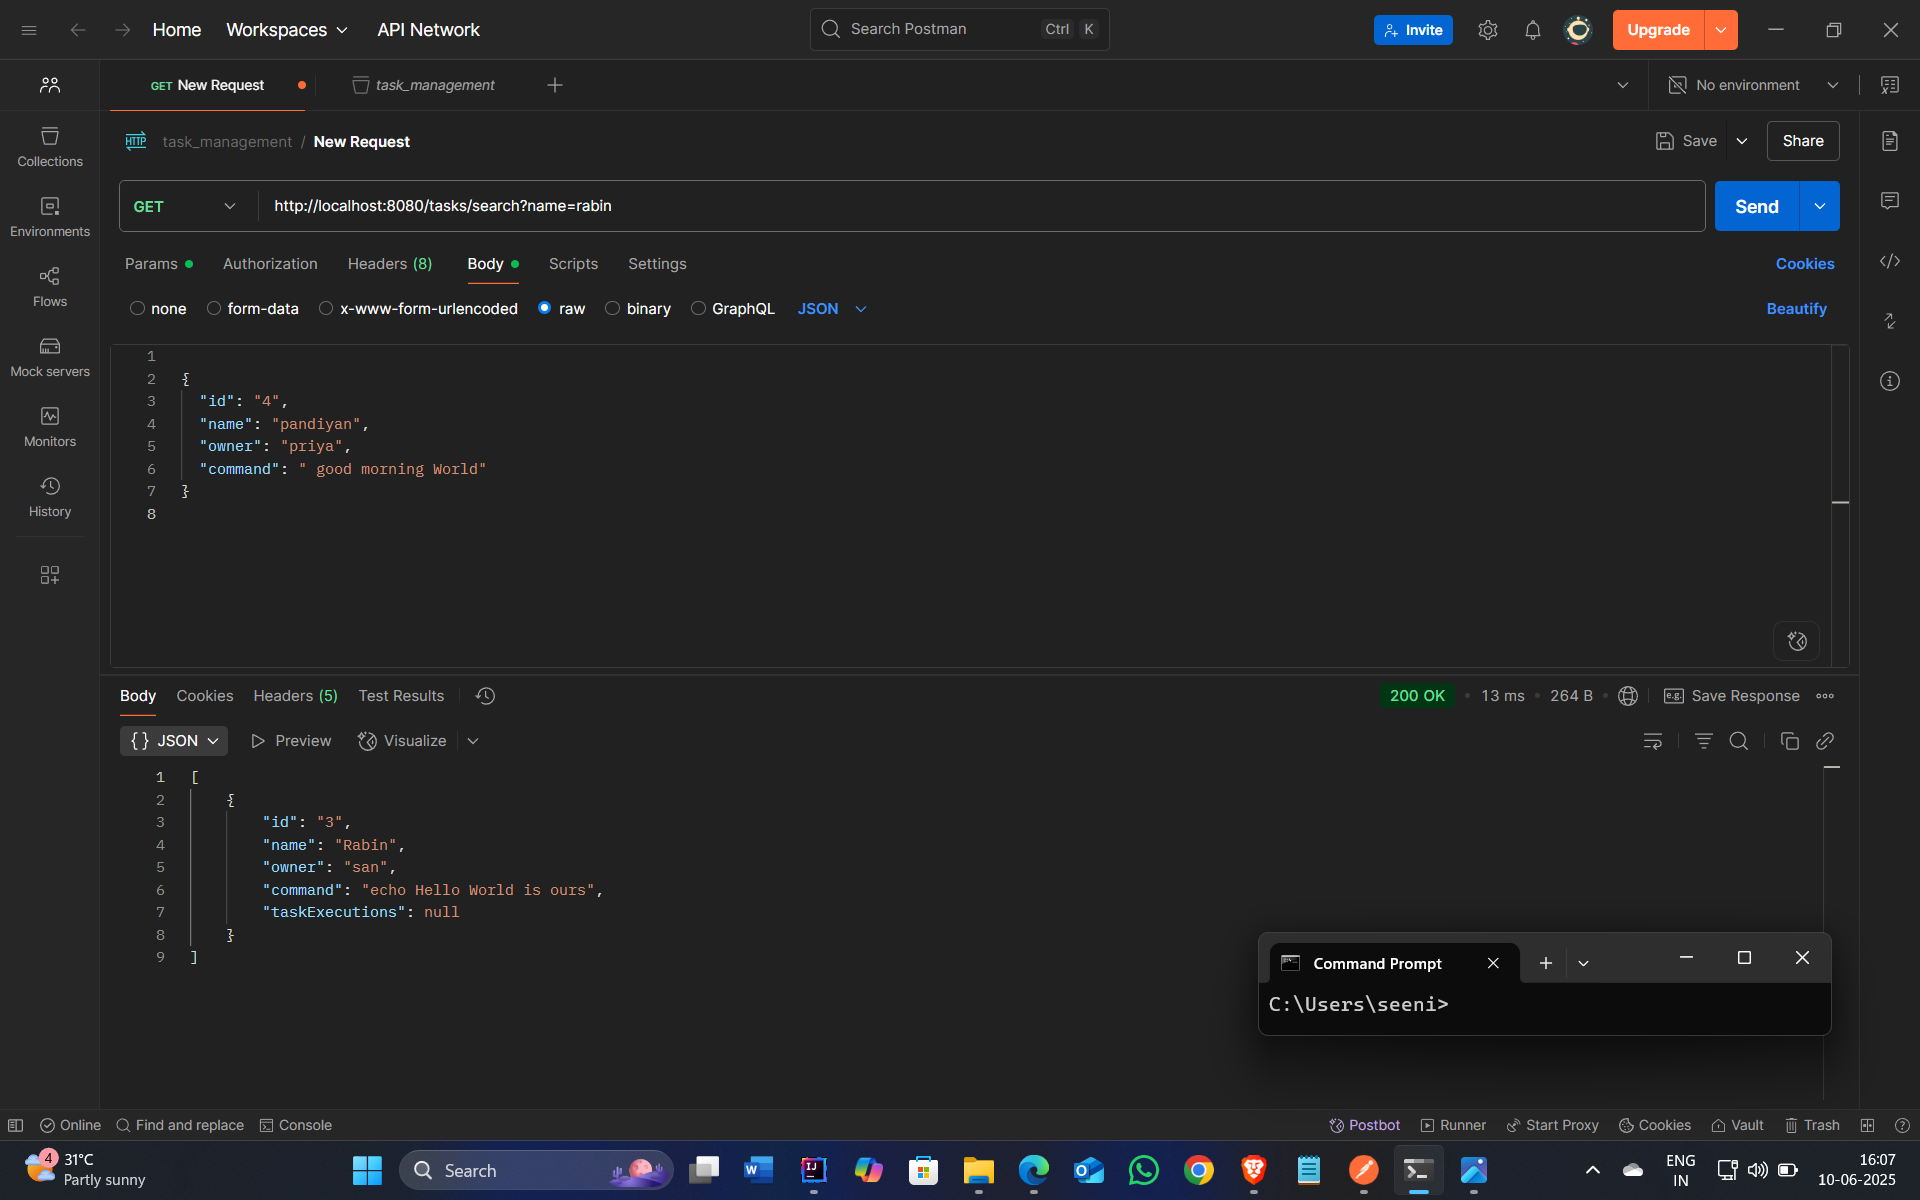 Home Workspaces API Network Search Postman Ctrl K Invite Upgrade
GET New Request task_management No environment
HTTP task_management / New Request Save Share
GET http://localhost:8080/tasks/search?name=rabin Send
Params Authorization Headers (8) Body Scripts Settings Cookies
none form-data x-www-form-urlencoded raw binary GraphQL JSON Beautify
Collections
Environments
Flows
Mock servers
Monitors
History
1
2 {
3 "id": "4",
4 "name": "pandiyan",
5 "owner": "priya",
6 "command": " good morning World"
7 }
8
Body Cookies Headers (5) Test Results 200 OK 13 ms 264 B e.g. Save Response
{} JSON Preview Visualize
1 [
2 {
3 "id": "3",
4 "name": "Rabin",
5 "owner": "san",
6 "command": "echo Hello World is ours",
7 "taskExecutions": null
8 }
9 ]
Command Prompt
C:\Users\seeni>
Online Find and replace Console Postbot Runner Start Proxy Cookies Vault Trash
4 31°C
Partly sunny
Search
ENG
IN
16:07
10-06-2025